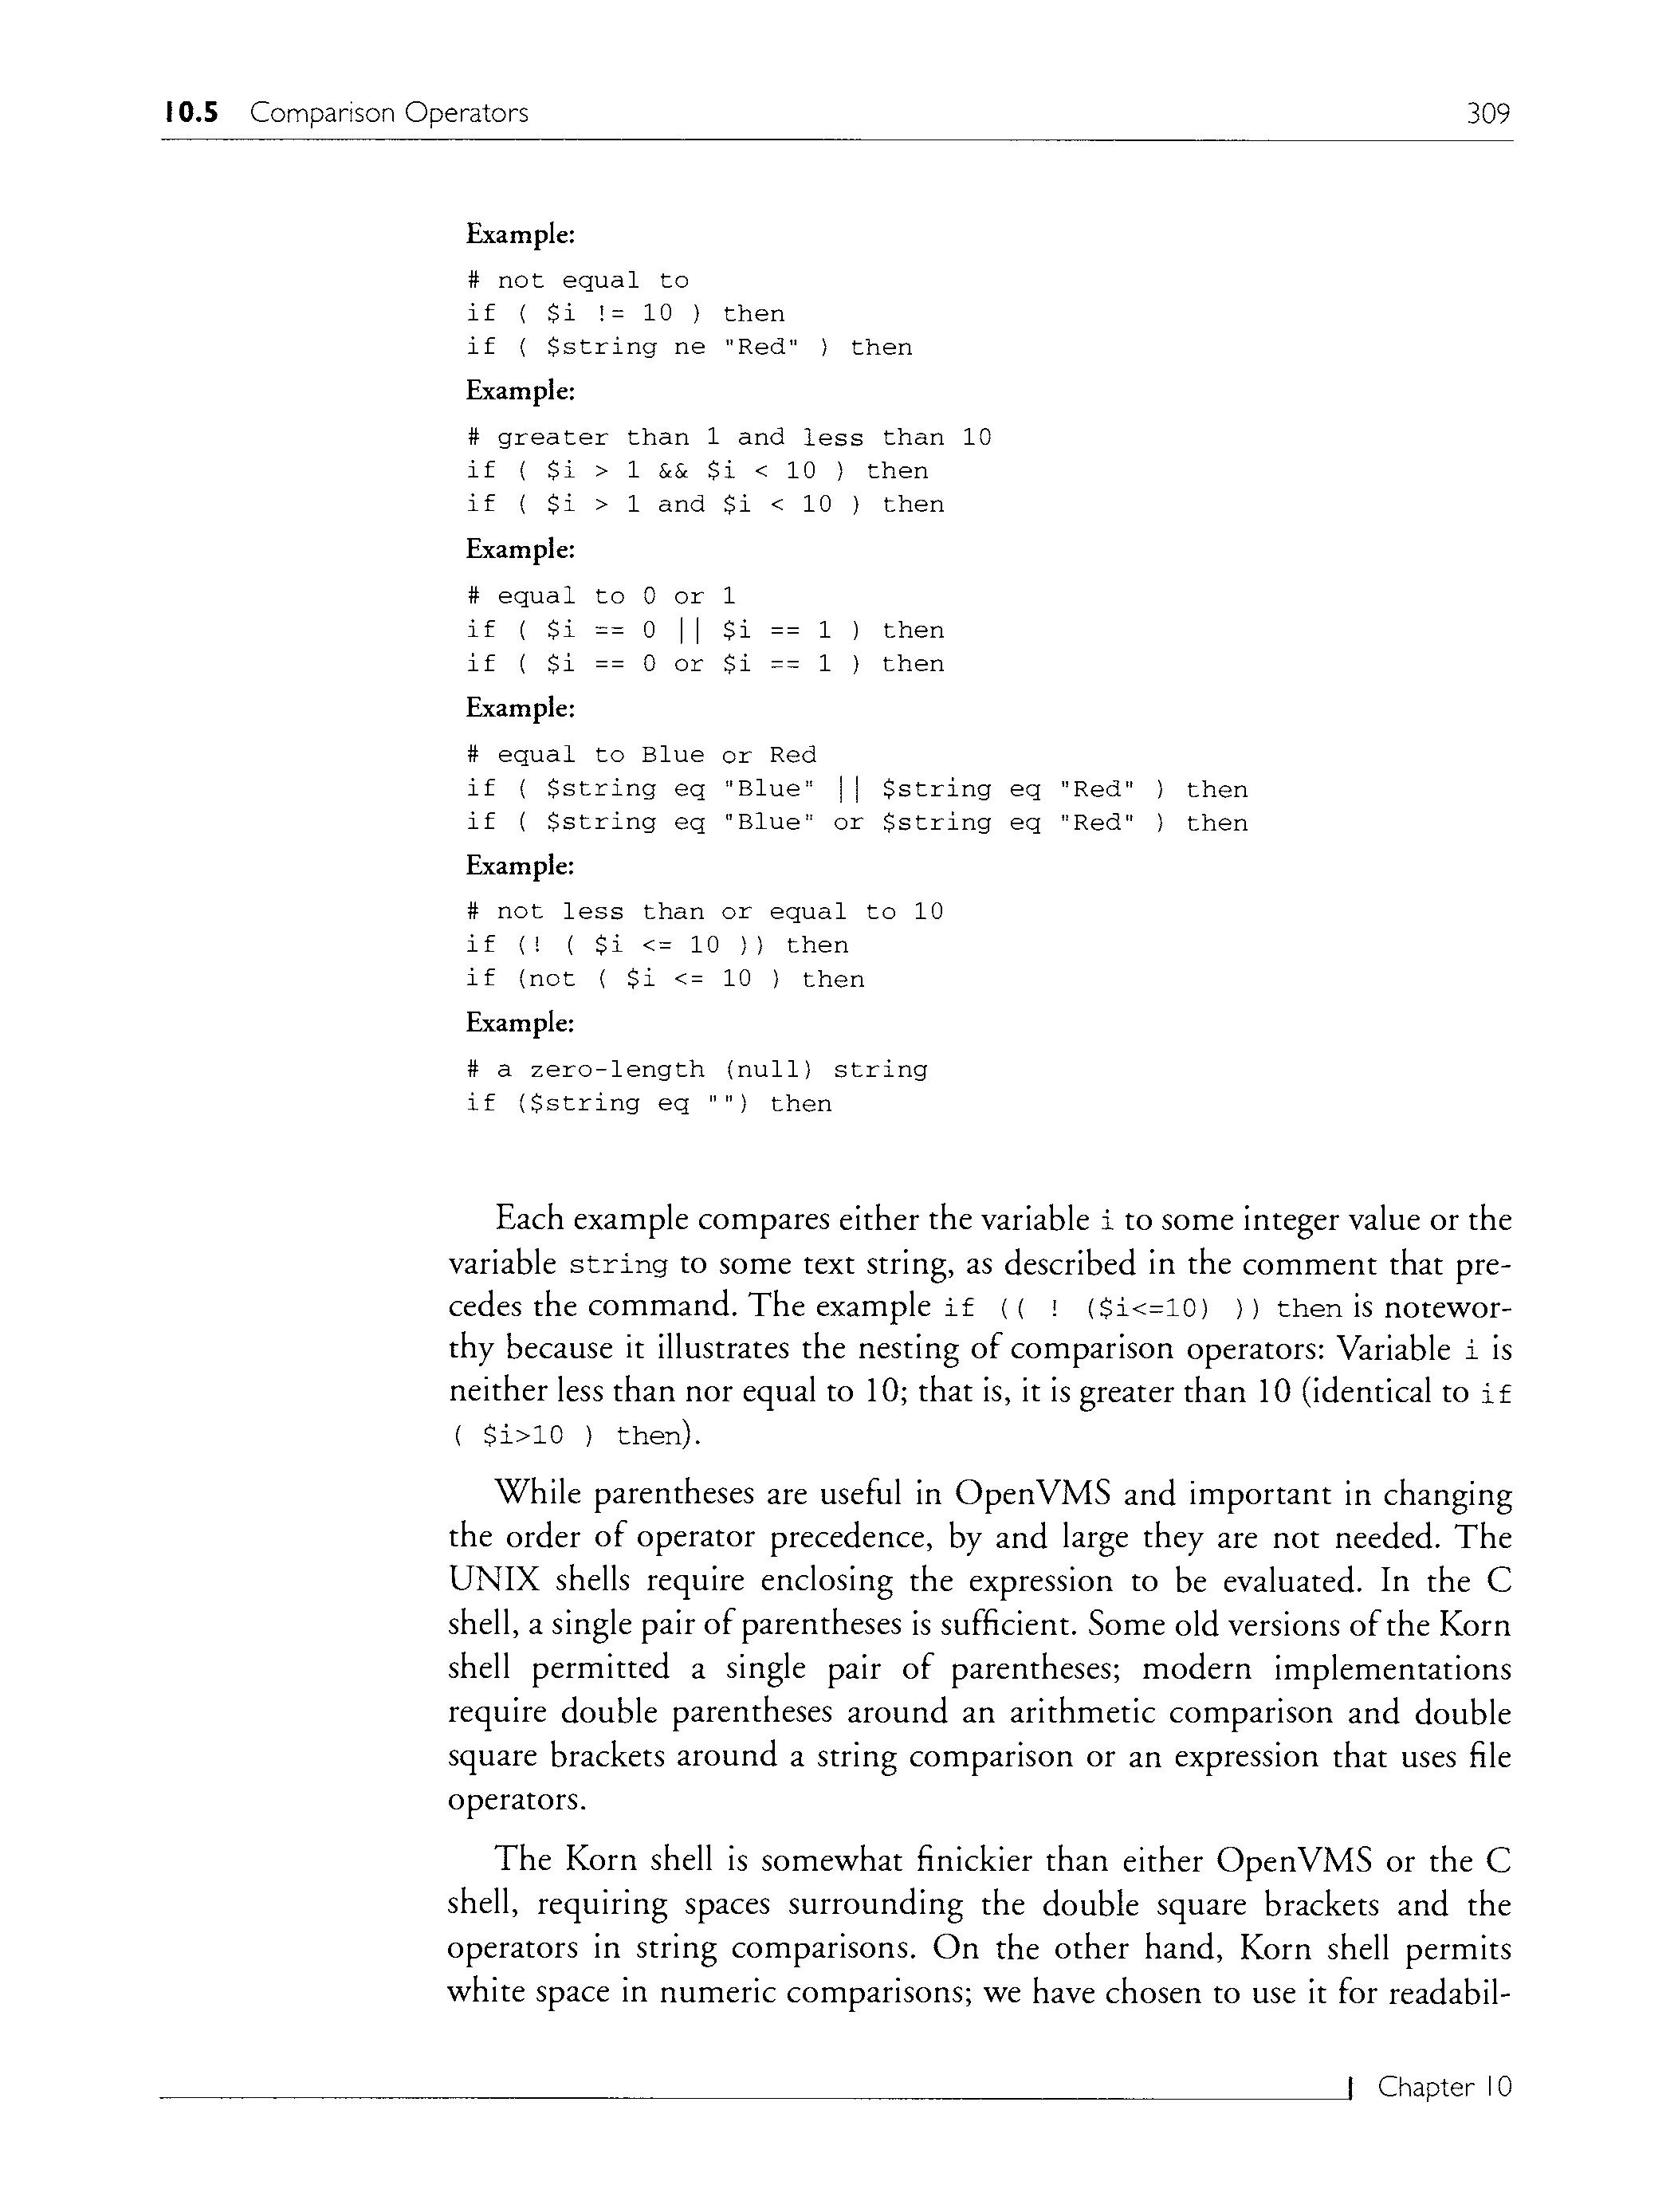 10.5 Comparison Operators 309
Example:
# not equal to
if ( $i != 10 ) then
if ( $string ne "Red" ) then
Example:
# greater than 1 and less than 10
if ( $i > 1 && $i < 10 ) then
if ( $i > 1 and $i < 10 ) then
Example:
# equal to 0 or 1
if ( $i == 0 || $i == 1 ) then
if ( $i == 0 or $i == 1 ) then
Example:
# equal to Blue or Red
if ( $string eq "Blue" || $string eq "Red" ) then
if ( $string eq "Blue" or $string eq "Red" ) then
Example:
# not less than or equal to 10
if (! ( $i <= 10 )) then
if (not ( $i <= 10 ) then
Example:
# a zero-length (null) string
if ($string eq "") then
Each example compares either the variable i to some integer value or the
variable string to some text string, as described in the comment that pre-
cedes the command. The example if (( ! ($i<=10) )) then is notewor-
thy because it illustrates the nesting of comparison operators: Variable i is
neither less than nor equal to 10; that is, it is greater than 10 (identical to if
( $i>10 ) then).
While parentheses are useful in OpenVMS and important in changing
the order of operator precedence, by and large they are not needed. The
UNIX shells require enclosing the expression to be evaluated. In the C
shell, a single pair of parentheses is sufficient. Some old versions of the Korn
shell permitted a single pair of parentheses; modern implementations
require double parentheses around an arithmetic comparison and double
square brackets around a string comparison or an expression that uses file
operators.
The Korn shell is somewhat finickier than either OpenVMS or the C
shell, requiring spaces surrounding the double square brackets and the
operators in string comparisons. On the other hand, Korn shell permits
white space in numeric comparisons; we have chosen to use it for readabil-
Chapter 10